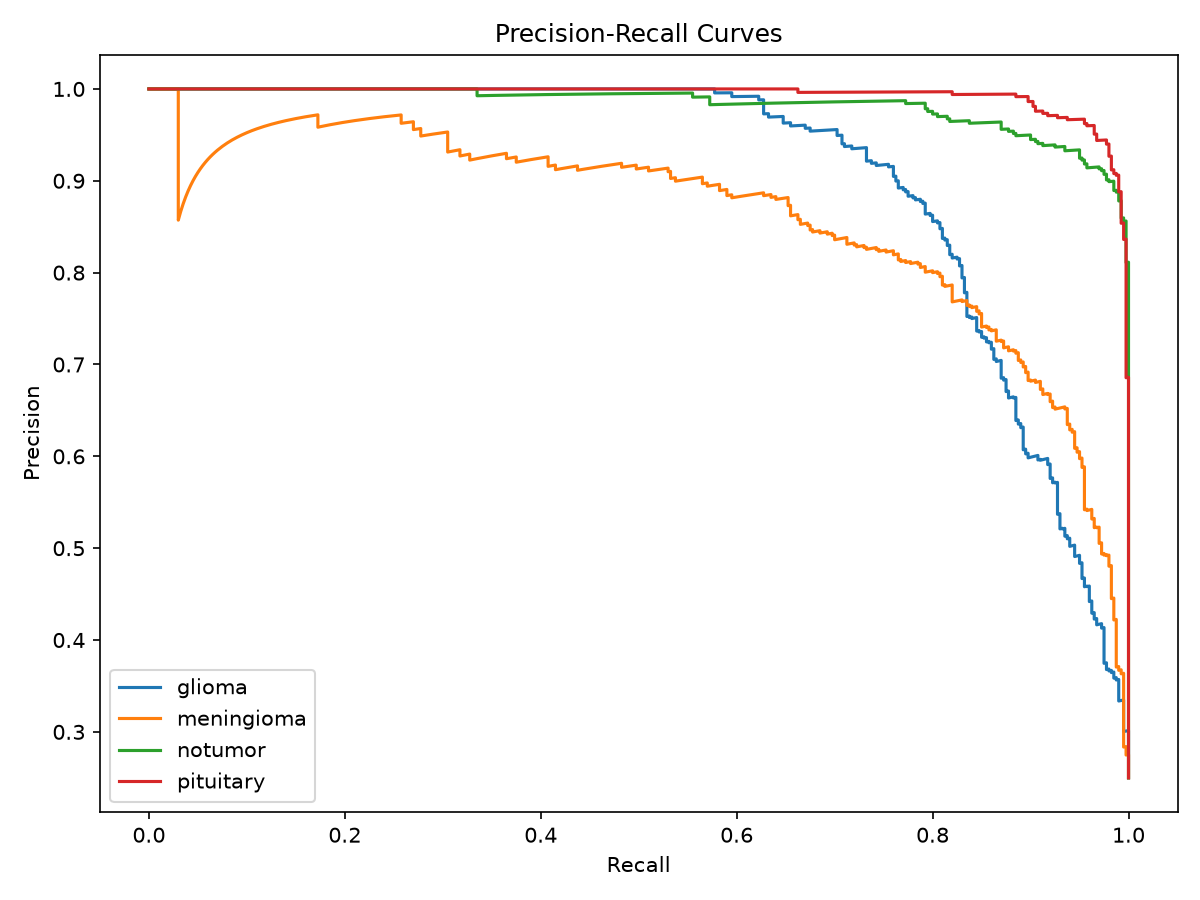 Precision-Recall Curves
1.0
0.9
0.8
0.7
0.6
0.5
0.4
0.3
Precision
glioma
meningioma
notumor
pituitary
0.0 0.2 0.4 0.6 0.8 1.0
Recall